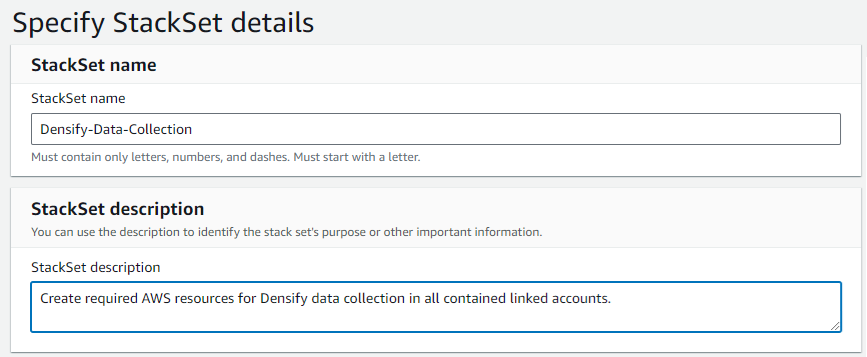 Specify StackSet details
StackSet name
StackSet name
Densify-Data-Collection
Must contain only letters, numbers, and dashes. Must start with a letter.
StackSet description
You can use the description to identify the stack set's purpose or other important information.
StackSet description
Create required AWS resources for Densify data collection in all contained linked accounts.